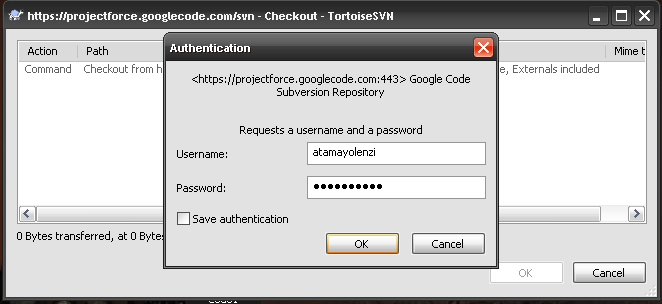 https://projectforce.googlecode.com/svn - Checkout - TortoiseSVN
Action Path Mime t
Command Checkout from h e, Externals included
Authentication
<https://projectforce.googlecode.com:443> Google Code
Subversion Repository
Requests a username and a password
Username: atamayolenzi
Password: ●●●●●●●●●●
Save authentication
OK Cancel
0 Bytes transferred, at 0 Bytes
OK Cancel